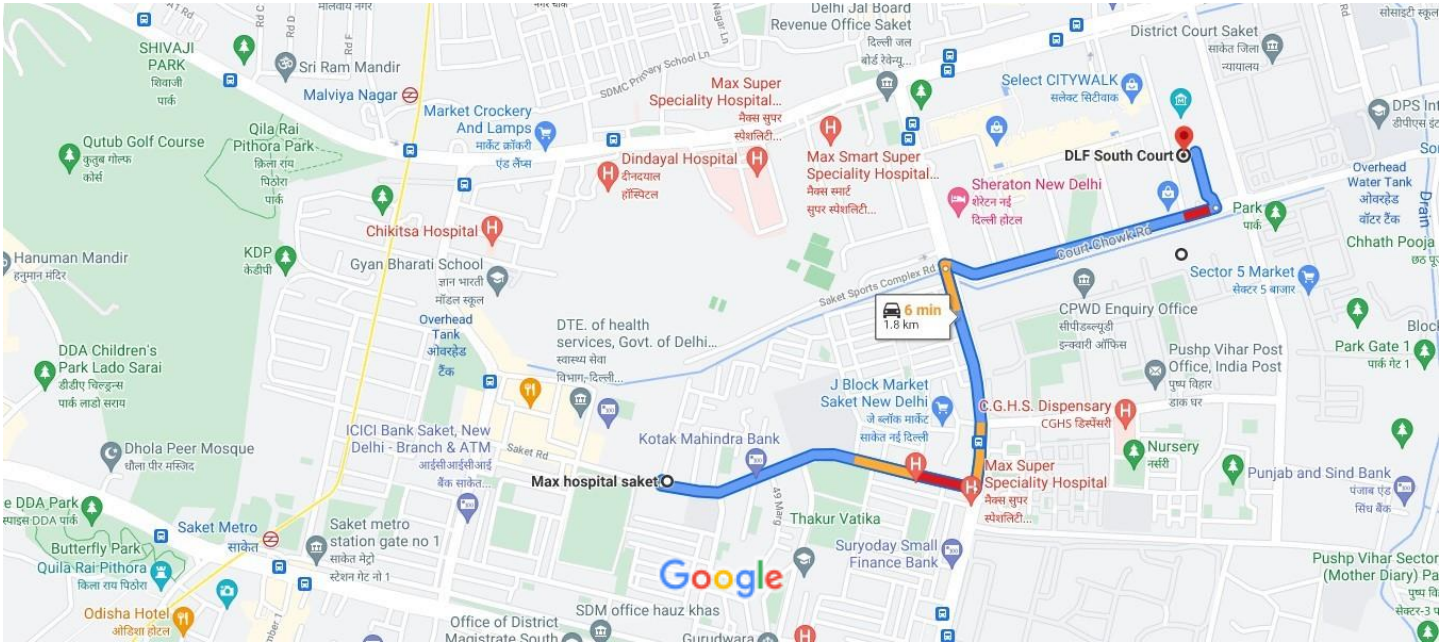 मालवीय नगर
Rd C
Rd D
Rd F
SHIVAJI
PARK
शिवाजी
पार्क
Sri Ram Mandir
Malviya Nagar
Qutub Golf Course
कुतुब गोल्फ
कोर्स
Qila Rai
Pithora Park
क़िला राय
पिठोरा
पार्क
Market Crockery
And Lamps
मार्केट क्रॉकरी
एंड लैंप्स
Delhi Jal Board
Revenue Office Saket
दिल्ली जल
बोर्ड रेवेन्यू...
Max Super
Speciality Hospital...
मैक्स सुपर
स्पेशलिटी...
Dindayal Hospital
दीनदयाल
हॉस्पिटल
Max Smart Super
Speciality Hospital...
मैक्स स्मार्ट
सुपर स्पेशलिटी...
District Court Saket
साकेत जिला
न्यायालय
Select CITYWALK
सलेक्ट सिटीवाक
DLF South Court
DPS Int
Sheraton New Delhi
शेरेटन नई
दिल्ली होटल
Overhead
Water Tank
ओवरहेड
वॉटर टैंक
Drain
Park
पार्क
Court Chowk Rd
Chhath Pooja
Sector 5 Market
सेक्टर 5 बाजार
Hanuman Mandir
हनुमान मंदिर
KDP
केडीपी
Chikitsa Hospital
Gyan Bharati School
ज्ञान भारती
मॉडल स्कूल
Saket Sports Complex Rd
6 min
1.8 km
CPWD Enquiry Office
सीपीडब्ल्यूडी
इन्क्वारी ऑफिस
Overhead
Tank
ओवरहेड
टैंक
DTE. of health
services, Govt. of Delhi...
स्वास्थ्य सेवा
विभाग, दिल्ली...
DDA Children's
Park Lado Sarai
डीडीए चिल्ड्रन्स
पार्क लाडो सराय
Pushp Vihar Post
Office, India Post
पुष्प विहार
डाक घर
Block
Park Gate 1
पार्क गेट 1
J Block Market
Saket New Delhi
जे ब्लॉक मार्केट
साकेत नई दिल्ली
C.G.H.S. Dispensary
CGHS डिस्पेंसरी
Nursery
नर्सरी
Dhola Peer Mosque
धौला पीर मस्जिद
ICICI Bank Saket, New
Delhi - Branch & ATM
आईसीआईसीआई
बैंक साकेत...
Saket Rd
Kotak Mahindra Bank
Max hospital saket
Max Super
Speciality Hospital
मैक्स सुपर
स्पेशलिटी...
Punjab and Sind Bank
पंजाब एंड
सिंध बैंक
49 Marg
Thakur Vatika
e DDA Park
स्पाइस DDA पार्क
Saket Metro
साकेत
Saket metro
station gate no 1
साकेत मेट्रो
स्टेशन गेट नो 1
Butterfly Park
Quila Rai Pithora
किला राय पिठोरा
Suryoday Small
Finance Bank
Google
Pushp Vihar Sector
(Mother Diary) Pa
Odisha Hotel
ओडिशा होटल
SDM office hauz khas
Office of District
Magistrate South
Gurudwara